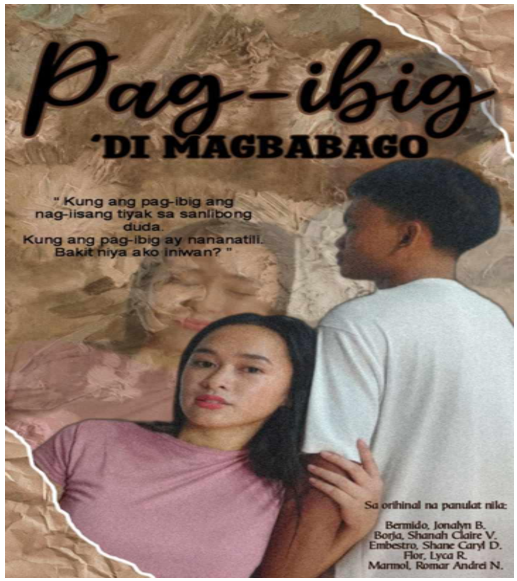 Pag-ibig
'DI MAGBABAGO
" Kung ang pag-ibig ang
nag-iisang tiyak sa sanlibong
duda.
Kung ang pag-ibig ay nananatili.
Bakit niya ako iniwan? "
Sa orihinal na panulat nila:
Bermido, Jonalyn B.
Borja, Shanah Claire V.
Embestro, Shane Caryl D.
Flor, Lyca R.
Marmol, Romar Andrei N.